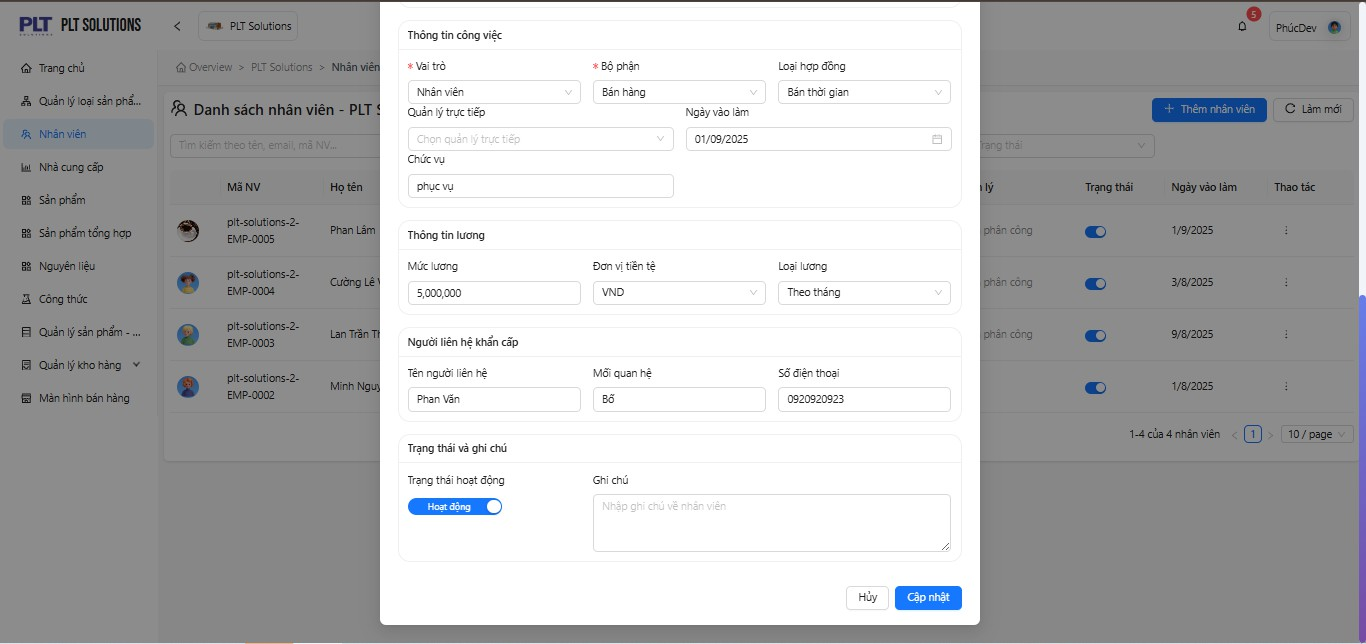 PLT SOLUTIONS
PLT SOLUTIONS
PLT Solutions
5
PhúcDev
Trang chủ
Quản lý loại sản phẩ...
Nhân viên
Nhà cung cấp
Sản phẩm
Sản phẩm tổng hợp
Nguyên liệu
Công thức
Quản lý sản phẩm - ...
Quản lý kho hàng
Màn hình bán hàng
Overview > PLT Solutions > Nhân viên
Danh sách nhân viên - PLT
Thêm nhân viên
Làm mới
Tìm kiếm theo tên, email, mã NV...
Trạng thái
Mã NV Họ tên lý Trạng thái Ngày vào làm Thao tác
plt-solutions-2-
EMP-0005
Phan Lâm
phân công
1/9/2025
plt-solutions-2-
EMP-0004
Cường Lê
phân công
3/8/2025
plt-solutions-2-
EMP-0003
Lan Trần
phân công
9/8/2025
plt-solutions-2-
EMP-0002
Minh
phân công
1/8/2025
1-4 của 4 nhân viên < 1 > 10 / page
Thông tin công việc
* Vai trò * Bộ phận Loại hợp đồng
Nhân viên Bán hàng Bán thời gian
Quản lý trực tiếp Ngày vào làm
Chọn quản lý trực tiếp 01/09/2025
Chức vụ
phục vụ
Thông tin lương
Mức lương Đơn vị tiền tệ Loại lương
5,000,000 VND Theo tháng
Người liên hệ khẩn cấp
Tên người liên hệ Mối quan hệ Số điện thoại
Phan Văn Bố 0920920923
Trạng thái và ghi chú
Trạng thái hoạt động Ghi chú
Hoạt động Nhập ghi chú về nhân viên
Hủy Cập nhật